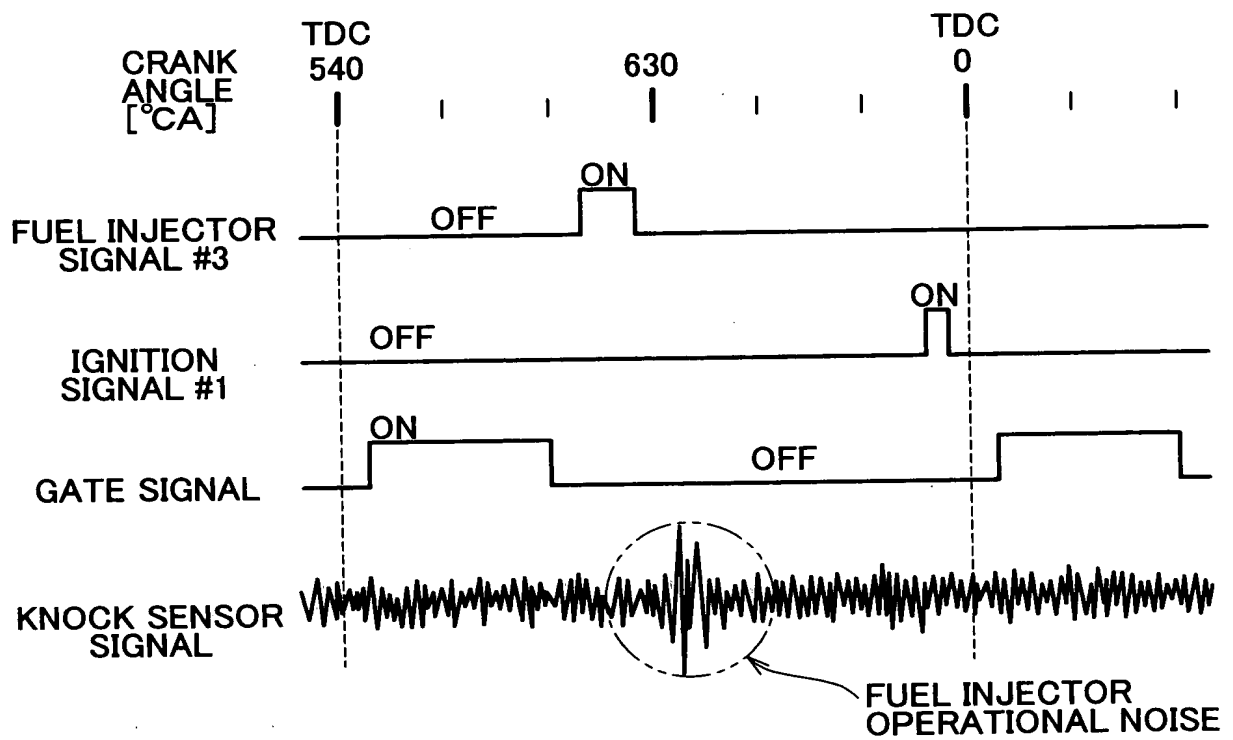 TDC
TDC
CRANK
ANGLE
[°CA]
540
630
0
FUEL INJECTOR
SIGNAL #3
OFF
ON
IGNITION
SIGNAL #1
OFF
ON
GATE SIGNAL
ON
OFF
KNOCK SENSOR
SIGNAL
FUEL INJECTOR
OPERATIONAL NOISE